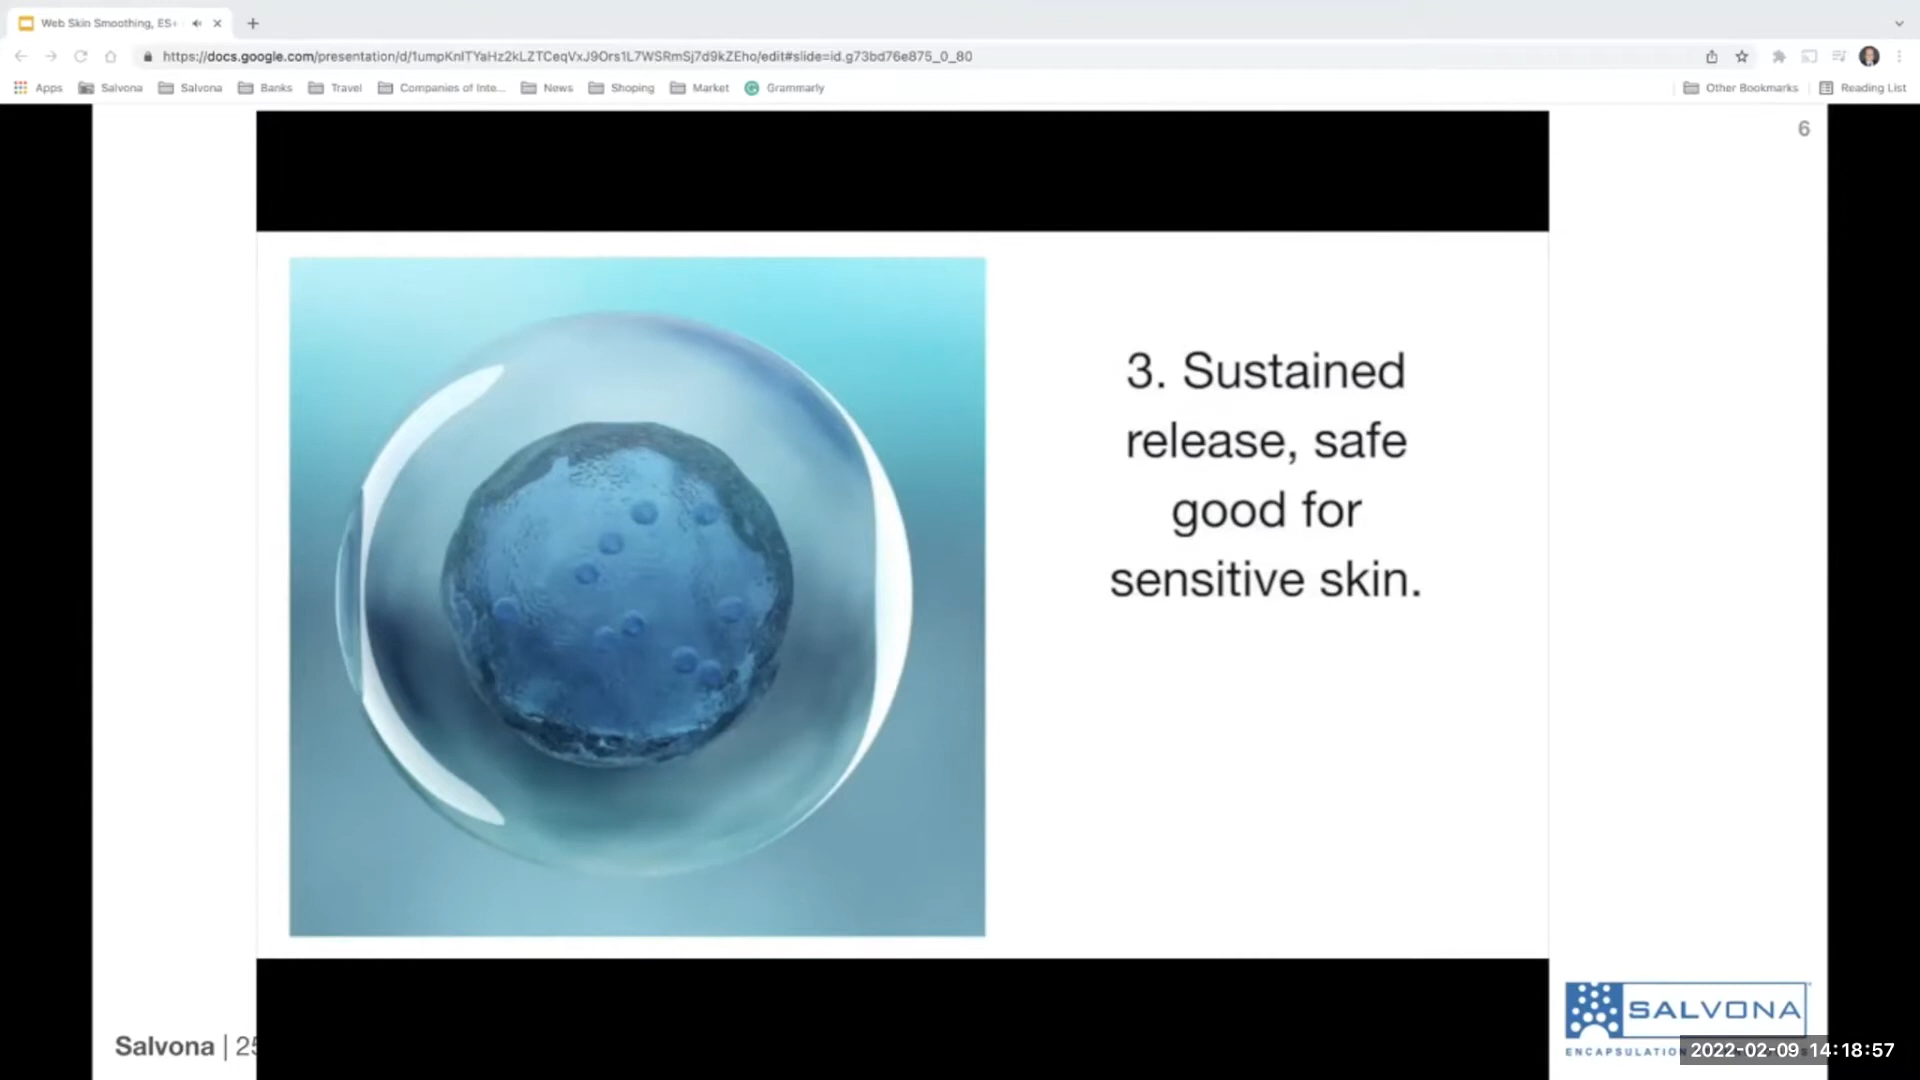 Web Skin Smoothing, ES
https://docs.google.com/presentation/d/1umpKnITYaHz2kLZTCeqVxJ9Ors1L7WSRmSj7d9kZEho/edit#slide=id.g73bd76e875_0_80
Apps Salvona Salvona Banks Travel Companies of Inte... News Shoping Market Grammarly Other Bookmarks Reading List
6
3. Sustained
release, safe
good for
sensitive skin.
SALVONA
Salvona | 25
ENCAPSULATION
2022-02-09 14:18:57